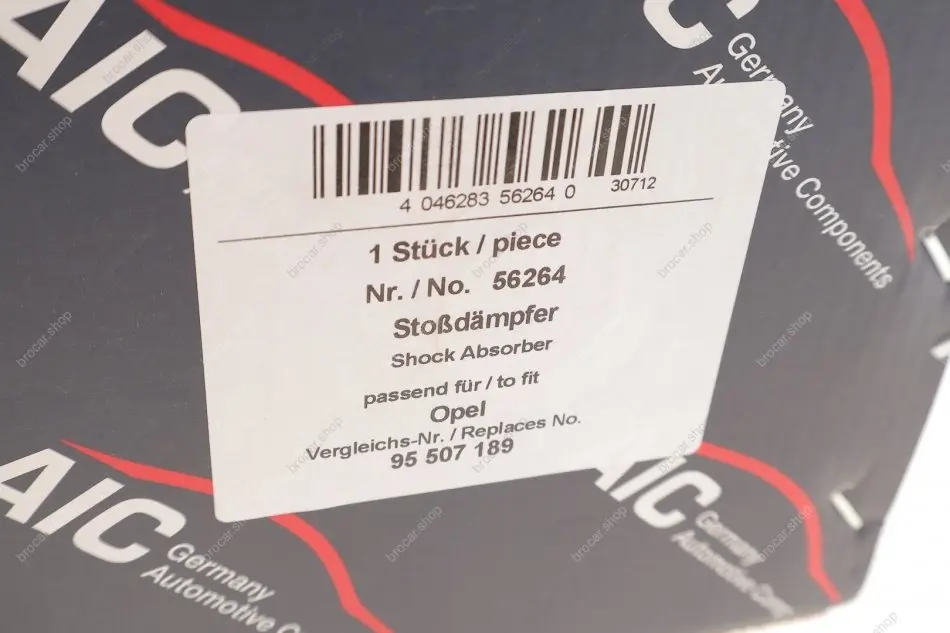 AIC
C
Germany
Automotive Components
4 046283 56264 0 30712
1 Stück / piece
Nr. / No. 56264
Stoßdämpfer
Shock Absorber
passend für / to fit
Opel
Vergleichs-Nr. / Replaces No.
95 507 189
AIC
Germany
Automotive C
AIC
Germany
Automotive Comp
brocar.shop